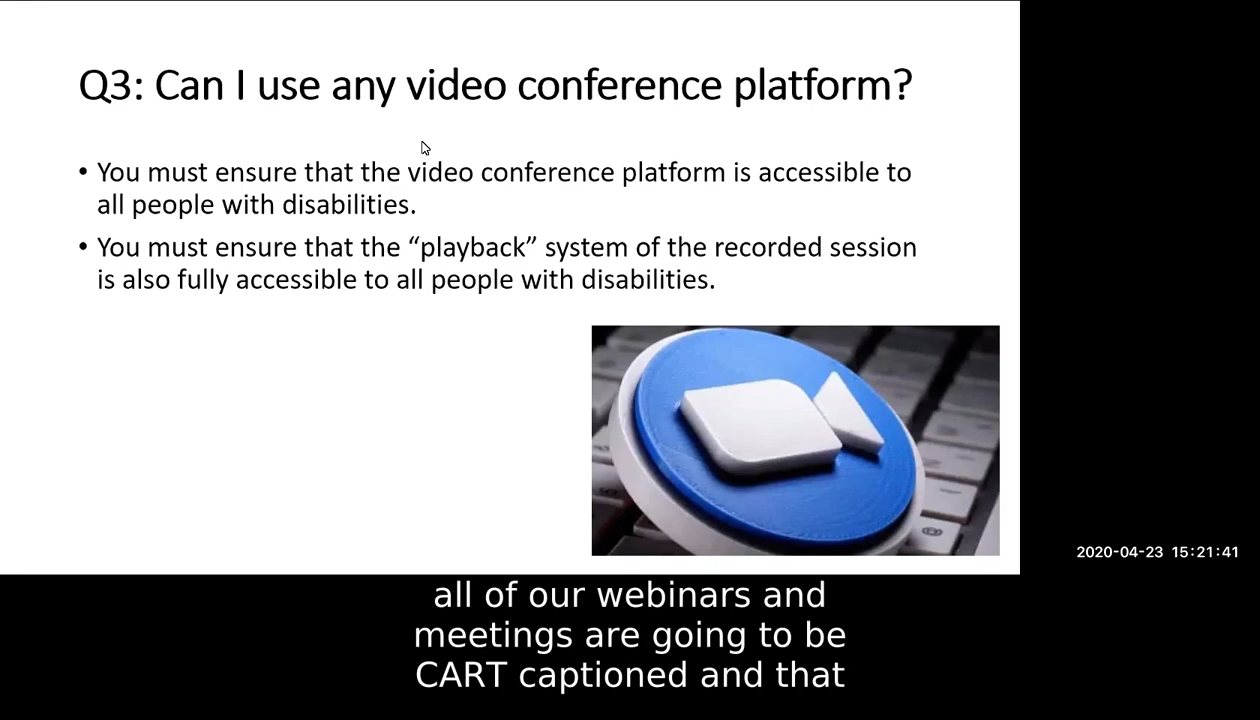 Q3: Can I use any video conference platform?
• You must ensure that the video conference platform is accessible to
all people with disabilities.
• You must ensure that the “playback” system of the recorded session
is also fully accessible to all people with disabilities.
2020-04-23 15:21:41
all of our webinars and
meetings are going to be
CART captioned and that